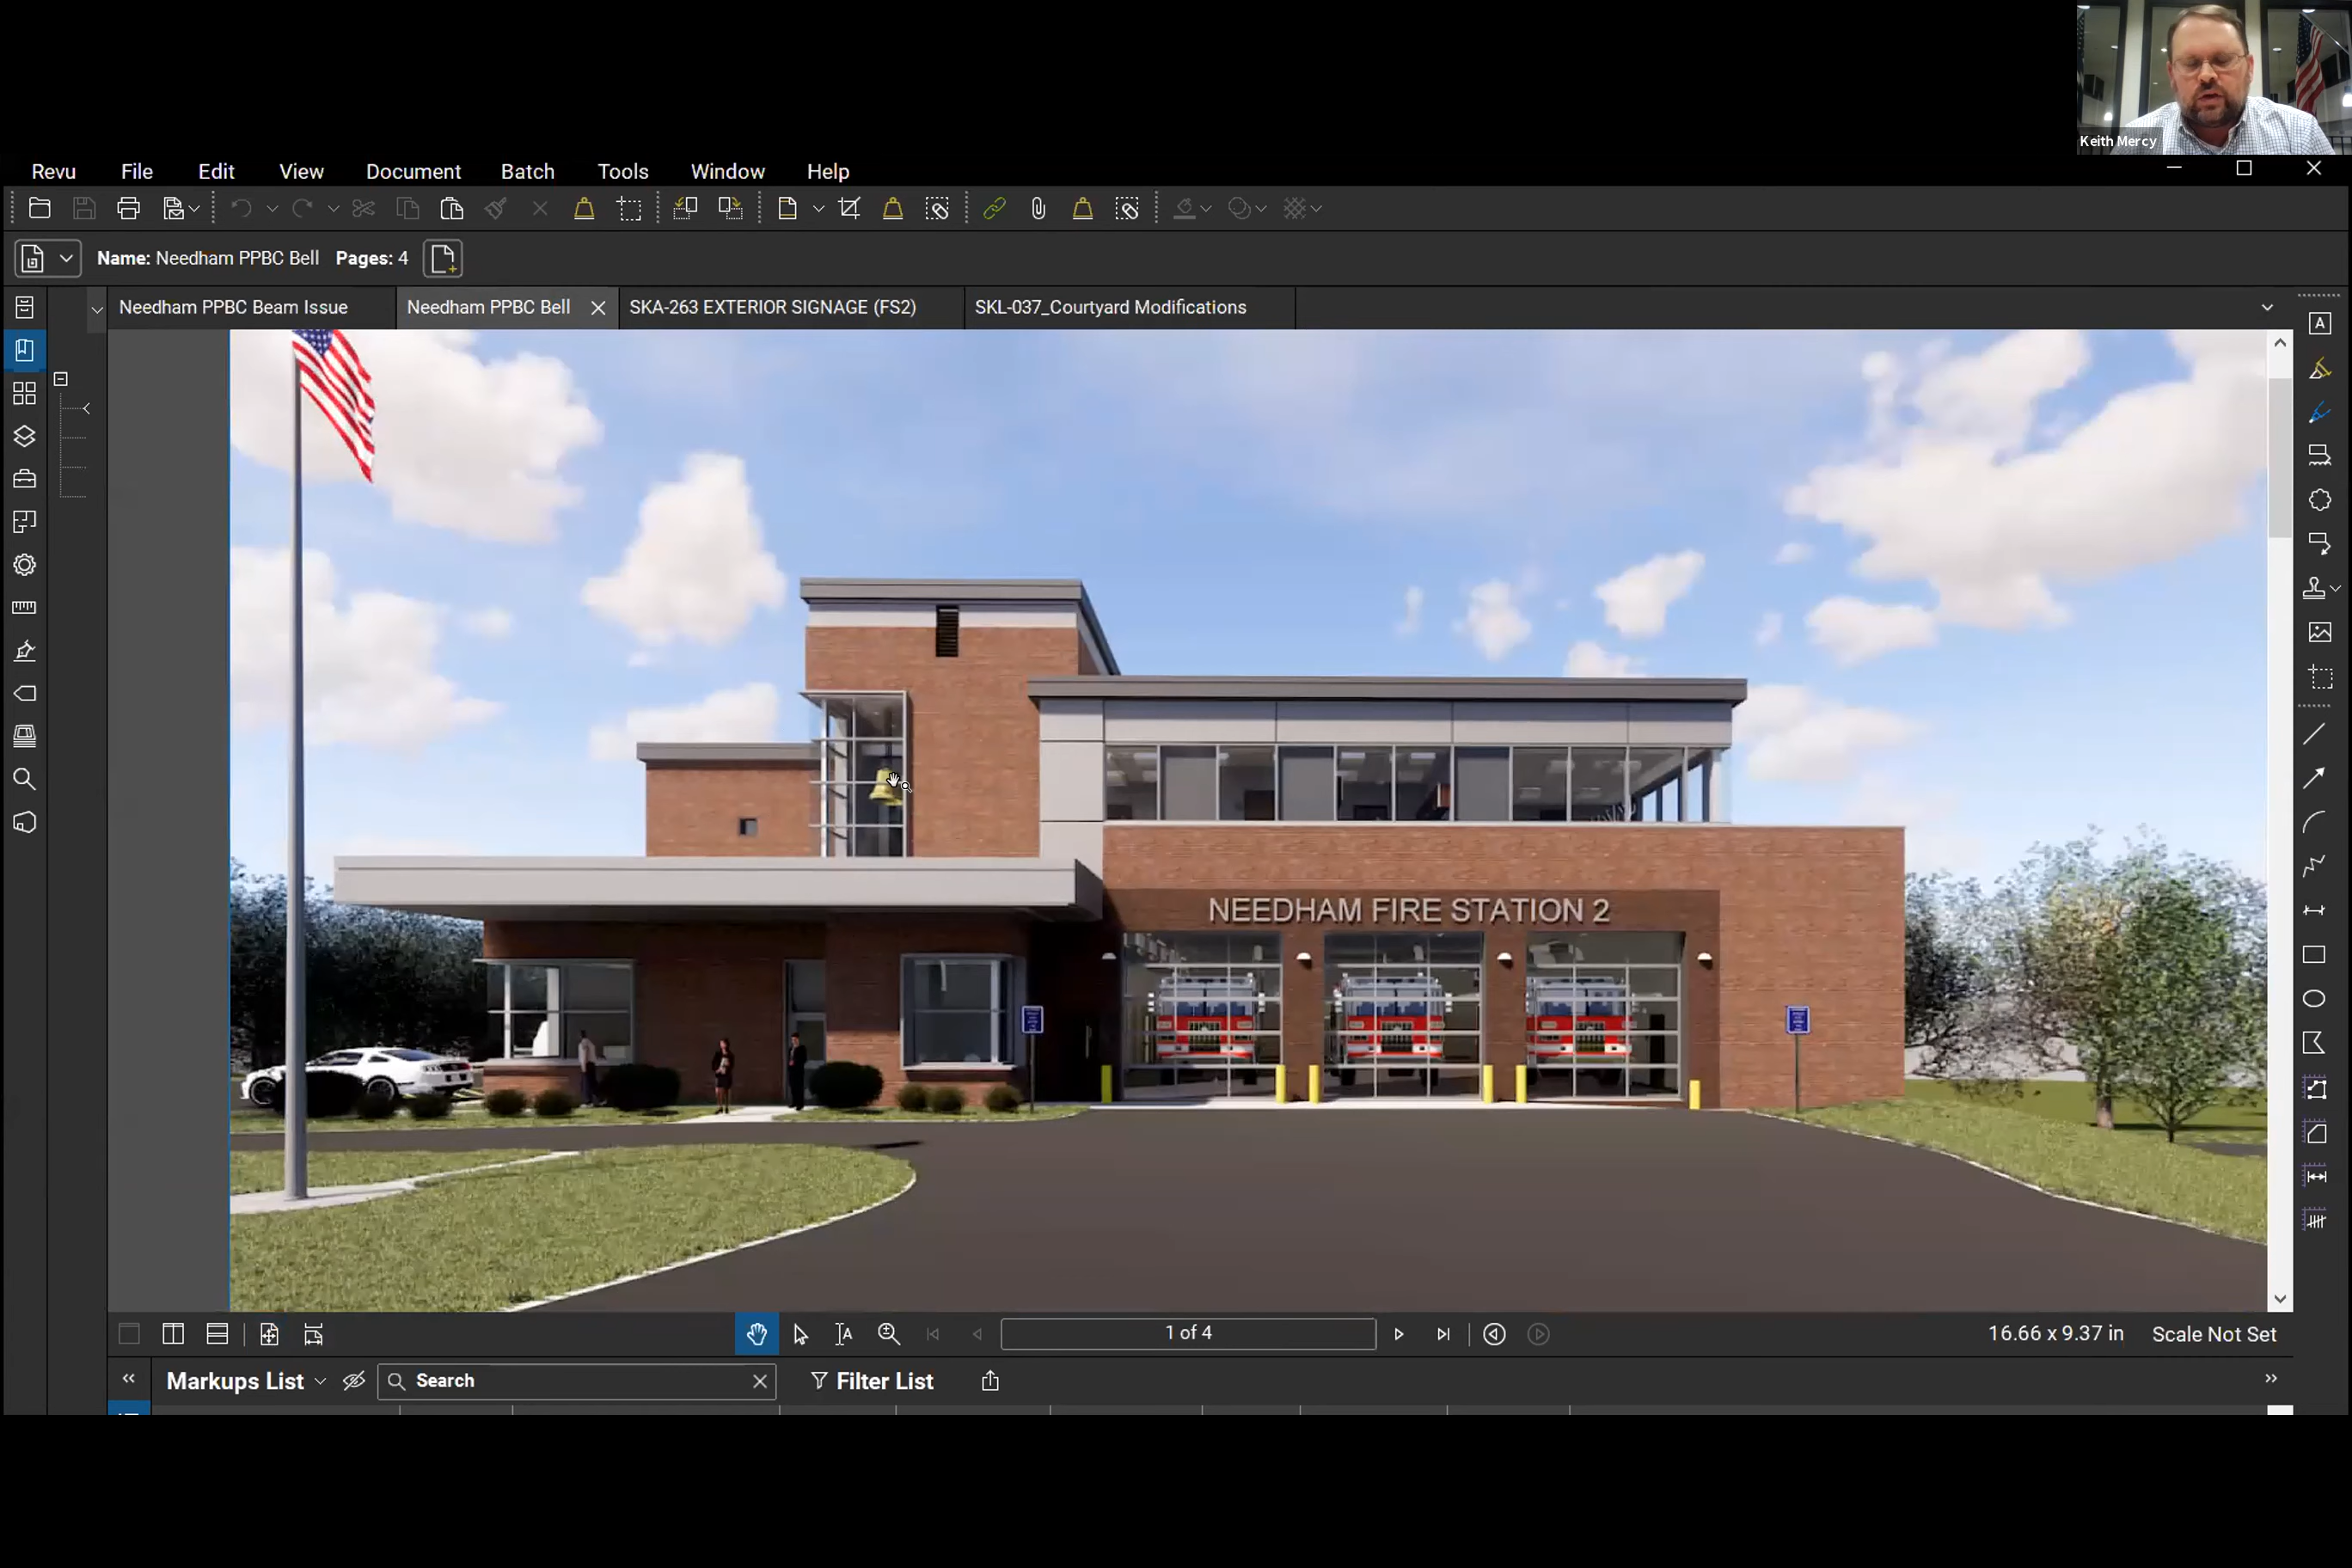 Keith Mercy
Revu File Edit View Document Batch Tools Window Help
Name: Needham PPBC Bell Pages: 4
Needham PPBC Beam Issue Needham PPBC Bell SKA-263 EXTERIOR SIGNAGE (FS2) SKL-037_Courtyard Modifications
NEEDHAM FIRE STATION 2
1 of 4 16.66 x 9.37 in Scale Not Set
Markups List Search Filter List